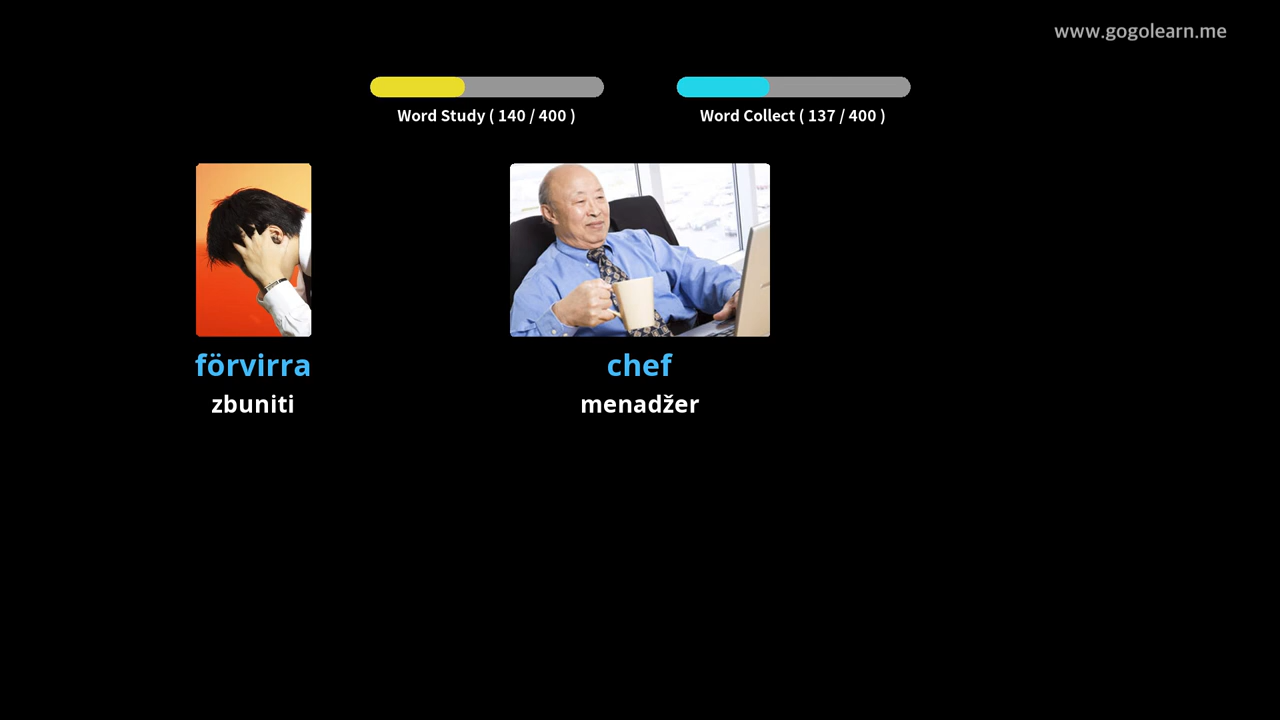 www.gogolearn.me
Word Study ( 140 / 400 )
Word Collect ( 137 / 400 )
förvirra
zbuniti
chef
menadžer